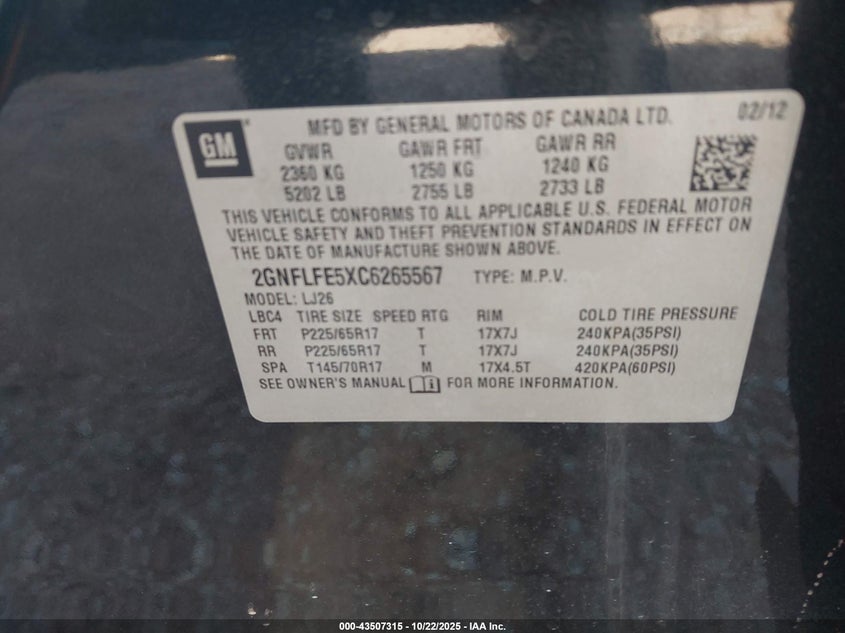 GM
MFD BY GENERAL MOTORS OF CANADA LTD. 02/12
GVWR GAWR FRT GAWR RR
2360 KG 1250 KG 1240 KG
5202 LB 2755 LB 2733 LB
THIS VEHICLE CONFORMS TO ALL APPLICABLE U.S. FEDERAL MOTOR
VEHICLE SAFETY AND THEFT PREVENTION STANDARDS IN EFFECT ON
THE DATE OF MANUFACTURE SHOWN ABOVE.
2GNFLFE5XC6265567 TYPE: M.P.V.
MODEL: LJ26
LBC4 TIRE SIZE SPEED RTG RIM COLD TIRE PRESSURE
FRT P225/65R17 T 17X7J 240KPA(35PSI)
RR P225/65R17 T 17X7J 240KPA(35PSI)
SPA T145/70R17 M 17X4.5T 420KPA(60PSI)
SEE OWNER'S MANUAL FOR MORE INFORMATION.
000-43507315 - 10/22/2025 - IAA Inc.